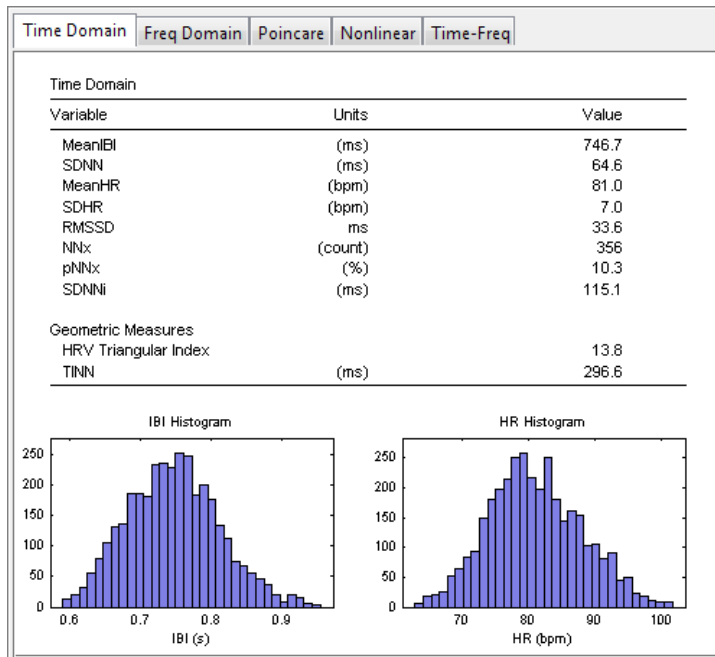 Time Domain Freq Domain Poincare Nonlinear Time-Freq
Time Domain
Variable Units Value
MeanIBI (ms) 746.7
SDNN (ms) 64.6
MeanHR (bpm) 81.0
SDHR (bpm) 7.0
RMSSD ms 33.6
NNx (count) 356
pNNx (%) 10.3
SDNNi (ms) 115.1
Geometric Measures
HRV Triangular Index 13.8
TINN (ms) 296.6
IBI Histogram
250
200
150
100
50
0
0.6 0.7 0.8 0.9
IBI (s)
HR Histogram
250
200
150
100
50
0
70 80 90 100
HR (bpm)